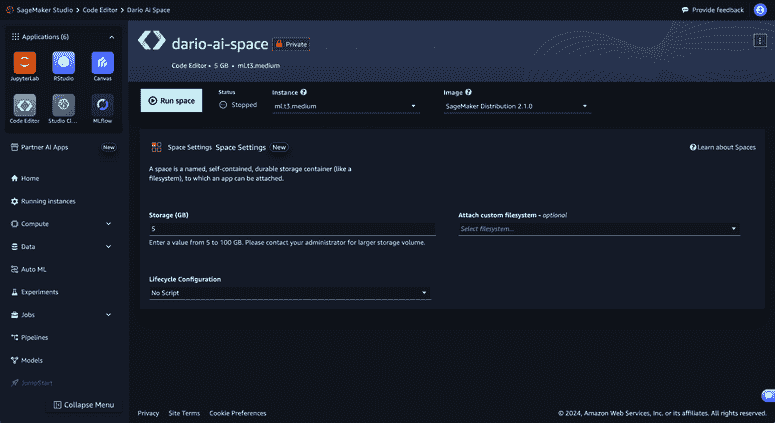 SageMaker Studio › Code Editor › Dario Ai Space
Provide feedback
Applications (6)
JupyterLab
RStudio
Canvas
Code Editor
Studio Cl...
MLflow
Partner AI Apps
New
Home
Running instances
Compute
Data
Auto ML
Experiments
Jobs
Pipelines
Models
JumpStart
Collapse Menu
dario-ai-space
Private
Code Editor • 5 GB • ml.t3.medium
Run space
Status
Stopped
Instance
ml.t3.medium
Image
SageMaker Distribution 2.1.0
Space Settings Space Settings New
Learn about Spaces
A space is a named, self-contained, durable storage container (like a
filesystem), to which an app can be attached.
Storage (GB)
5
Enter a value from 5 to 100 GB. Please contact your administrator for larger storage volume.
Attach custom filesystem - optional
Select filesystem...
Lifecycle Configuration
No Script
Privacy Site Terms Cookie Preferences
© 2024, Amazon Web Services, Inc. or its affiliates. All rights reserved.